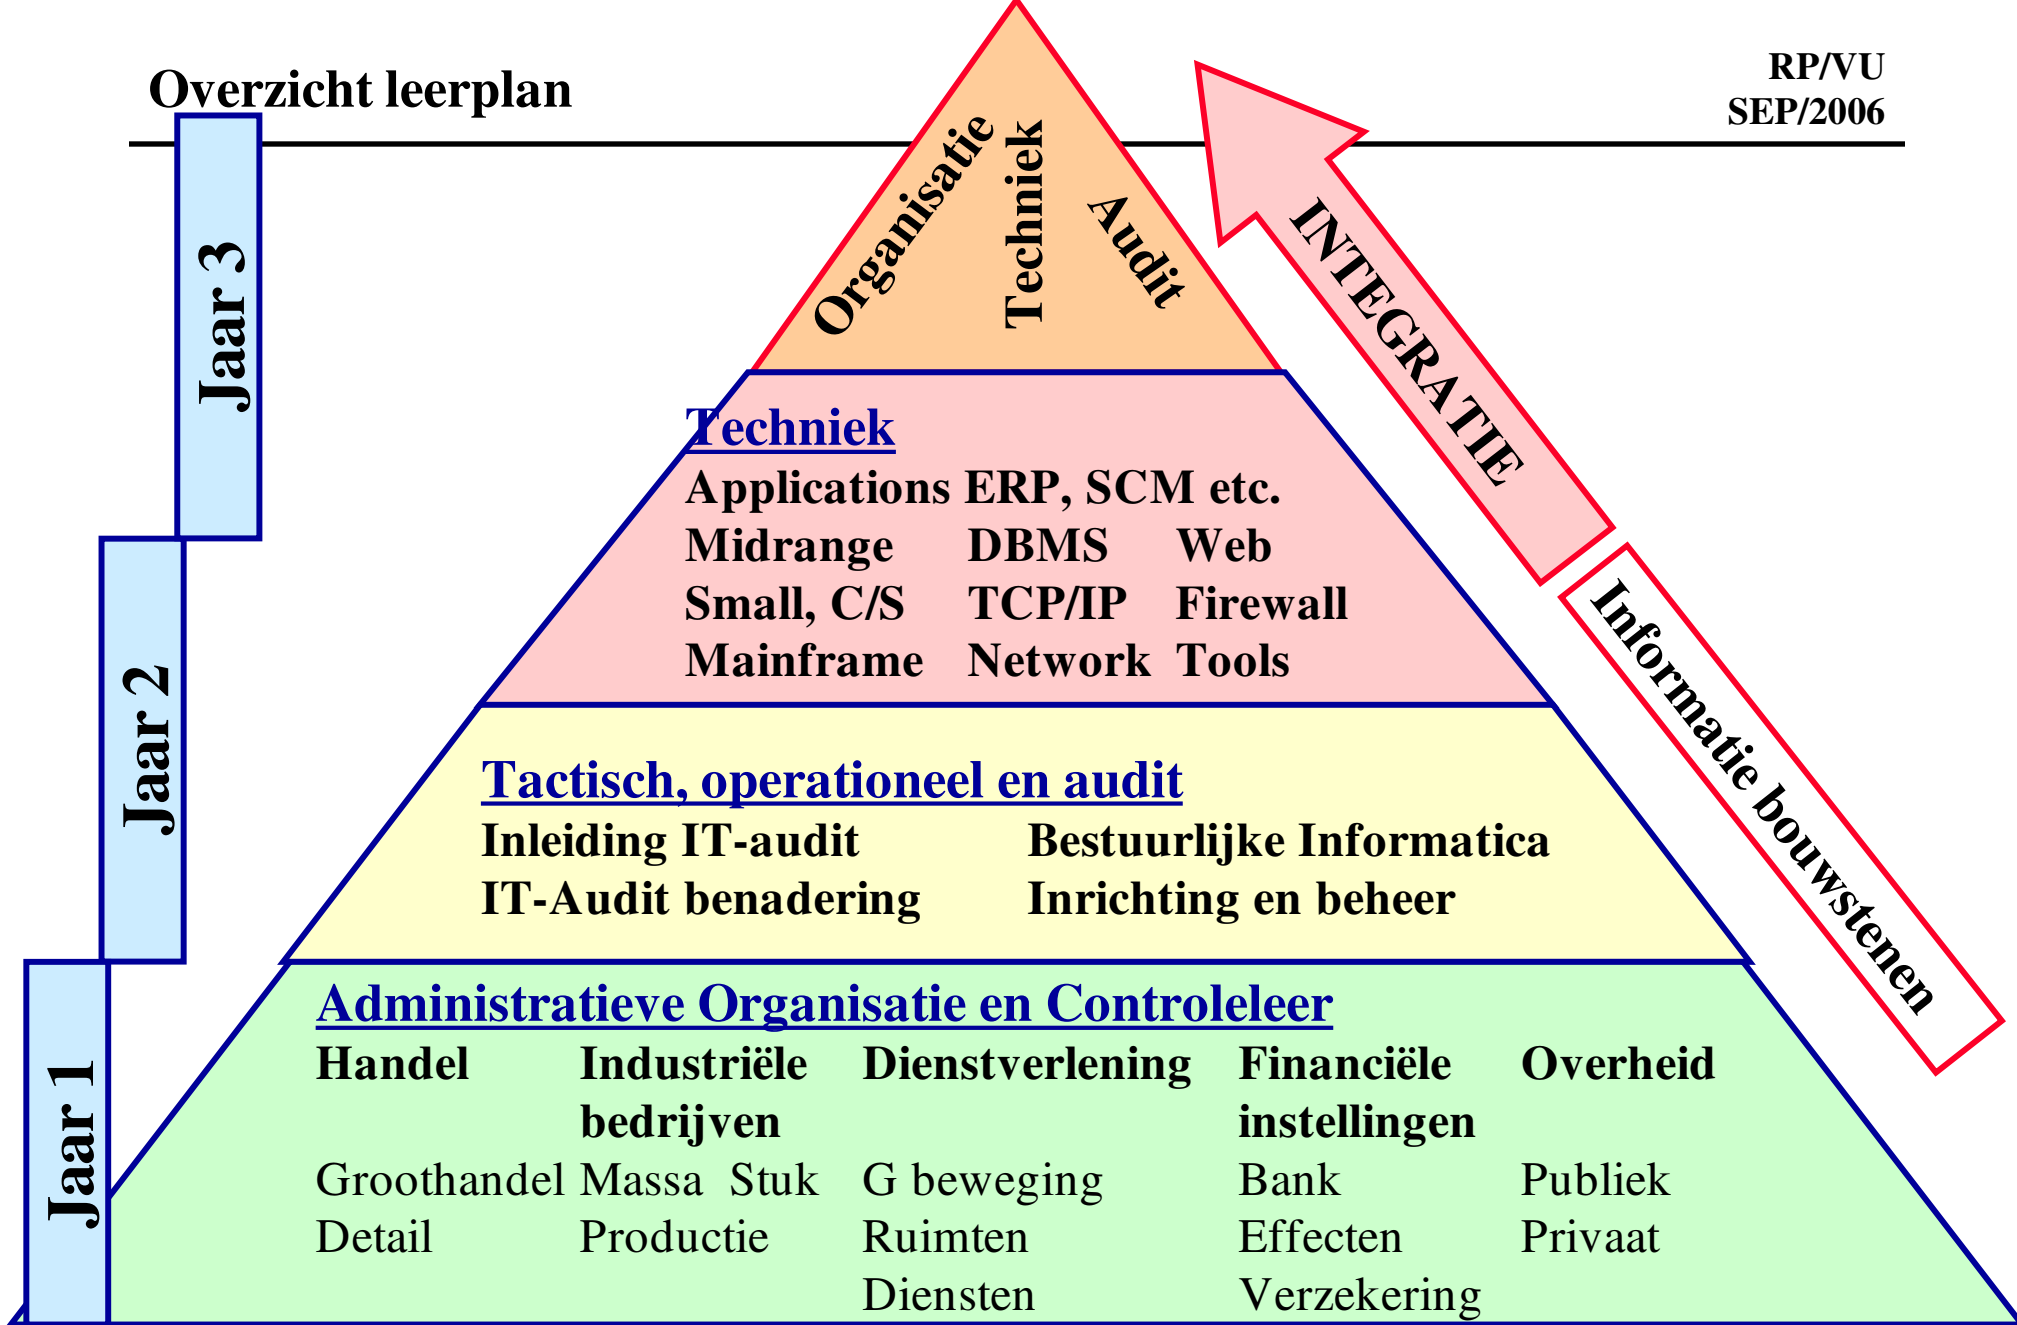 Overzicht leerplan
RP/VU
SEP/2006
Organisatie
Techniek
Audit
INTEGRATIE
Informatie bouwstenen
Jaar 3
Jaar 2
Jaar 1
Techniek
Applications ERP, SCM etc.
Midrange DBMS Web
Small, C/S TCP/IP Firewall
Mainframe Network Tools
Tactisch, operationeel en audit
Inleiding IT-audit Bestuurlijke Informatica
IT-Audit benadering Inrichting en beheer
Administratieve Organisatie en Controleleer
Handel Industriële Dienstverlening Financiële Overheid
bedrijven instellingen
Groothandel Massa Stuk G beweging Bank Publiek
Detail Productie Ruimten Effecten Privaat
Diensten Verzekering